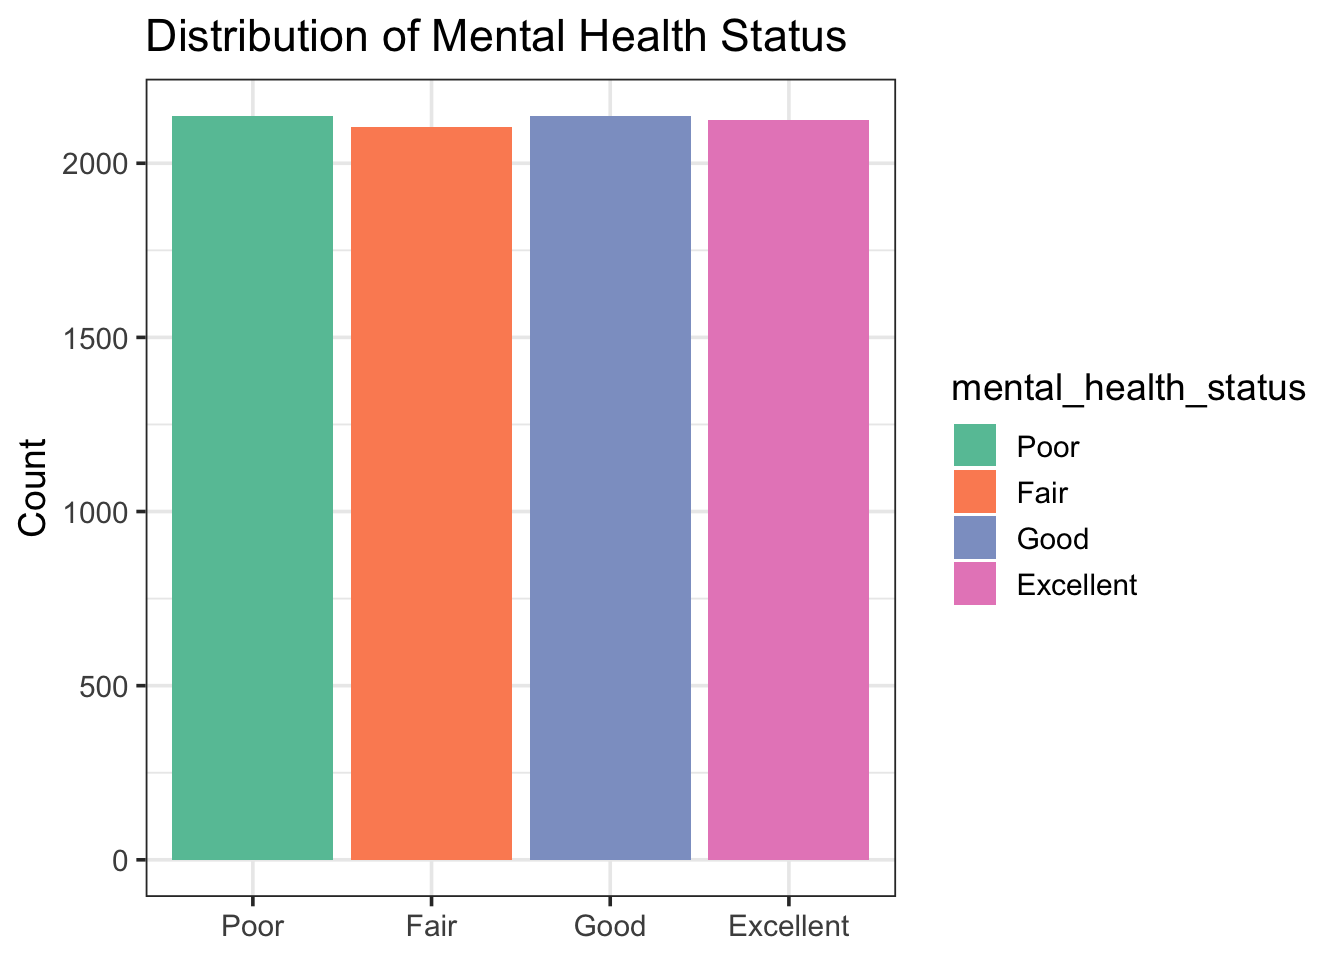 Distribution of Mental Health Status
Count
2000
1500
1000
500
0
Poor Fair Good Excellent
mental_health_status
Poor
Fair
Good
Excellent